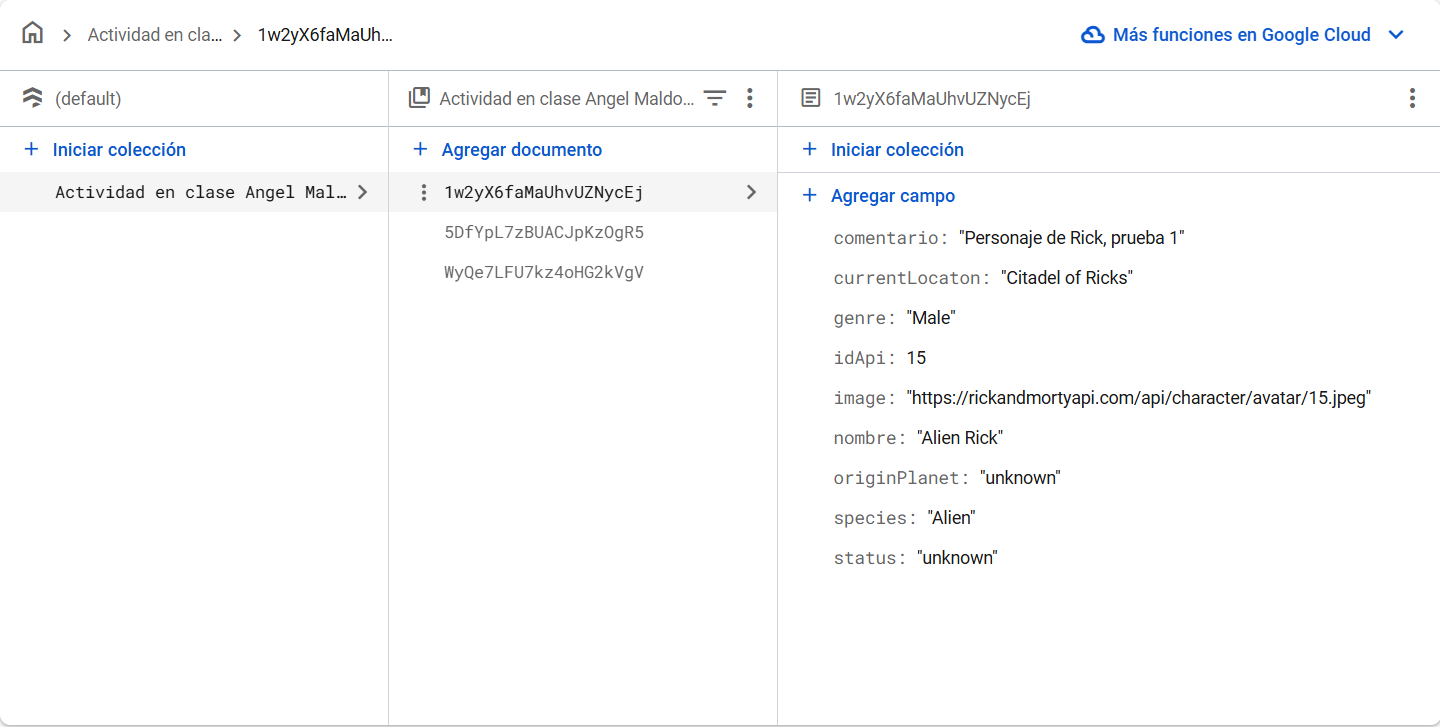 Actividad en cla... 1w2yX6faMaUh... Más funciones en Google Cloud
(default)
Iniciar colección
Actividad en clase Angel Mal...
Actividad en clase Angel Maldo...
Agregar documento
1w2yX6faMaUhvUZNycEj
5DfYpL7zBUACJpKzOgR5
WyQe7LFU7kz4oHG2kVgV
1w2yX6faMaUhvUZNycEj
Iniciar colección
Agregar campo
comentario: "Personaje de Rick, prueba 1"
currentLocaton: "Citadel of Ricks"
genre: "Male"
idApi: 15
image: "https://rickandmortyapi.com/api/character/avatar/15.jpeg"
nombre: "Alien Rick"
originPlanet: "unknown"
species: "Alien"
status: "unknown"